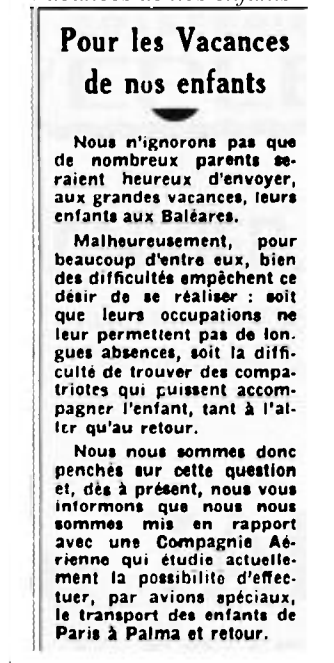 Pour les Vacances
de nos enfants
Nous n'ignorons pas que
de nombreux parents se-
raient heureux d'envoyer,
aux grandes vacances, leurs
enfants aux Baléares.
Malheureusement, pour
beaucoup d'entre eux, bien
des difficultés empêchent ce
désir de se réaliser : soit
que leurs occupations ne
leur permettent pas de lon-
gues absences, soit la diffi-
culté de trouver des compa-
triotes qui puissent accom-
pagner l'enfant, tant à l'al-
ler qu'au retour.
Nous nous sommes donc
penchés sur cette question
et, dès à présent, nous vous
informons que nous nous
sommes mis en rapport
avec une Compagnie Aé-
rienne qui étudie actuelle-
ment la possibilité d'effec-
tuer, par avions spéciaux,
le transport des enfants de
Paris à Palma et retour.